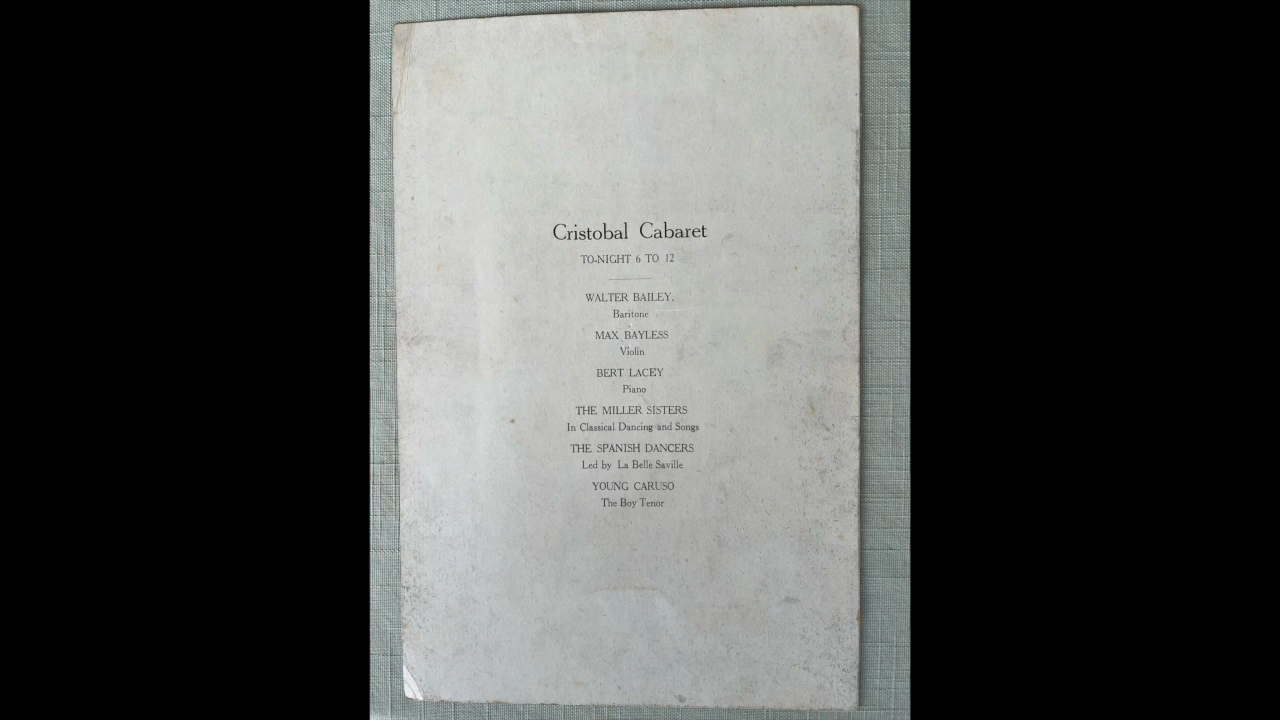 Cristobal Cabaret
TO-NIGHT 6 TO 12
WALTER BAILEY,
Baritone
MAX BAYLESS
Violin
BERT LACEY
Piano
THE MILLER SISTERS
In Classical Dancing and Songs
THE SPANISH DANCERS
Led by La Belle Saville
YOUNG CARUSO
The Boy Tenor